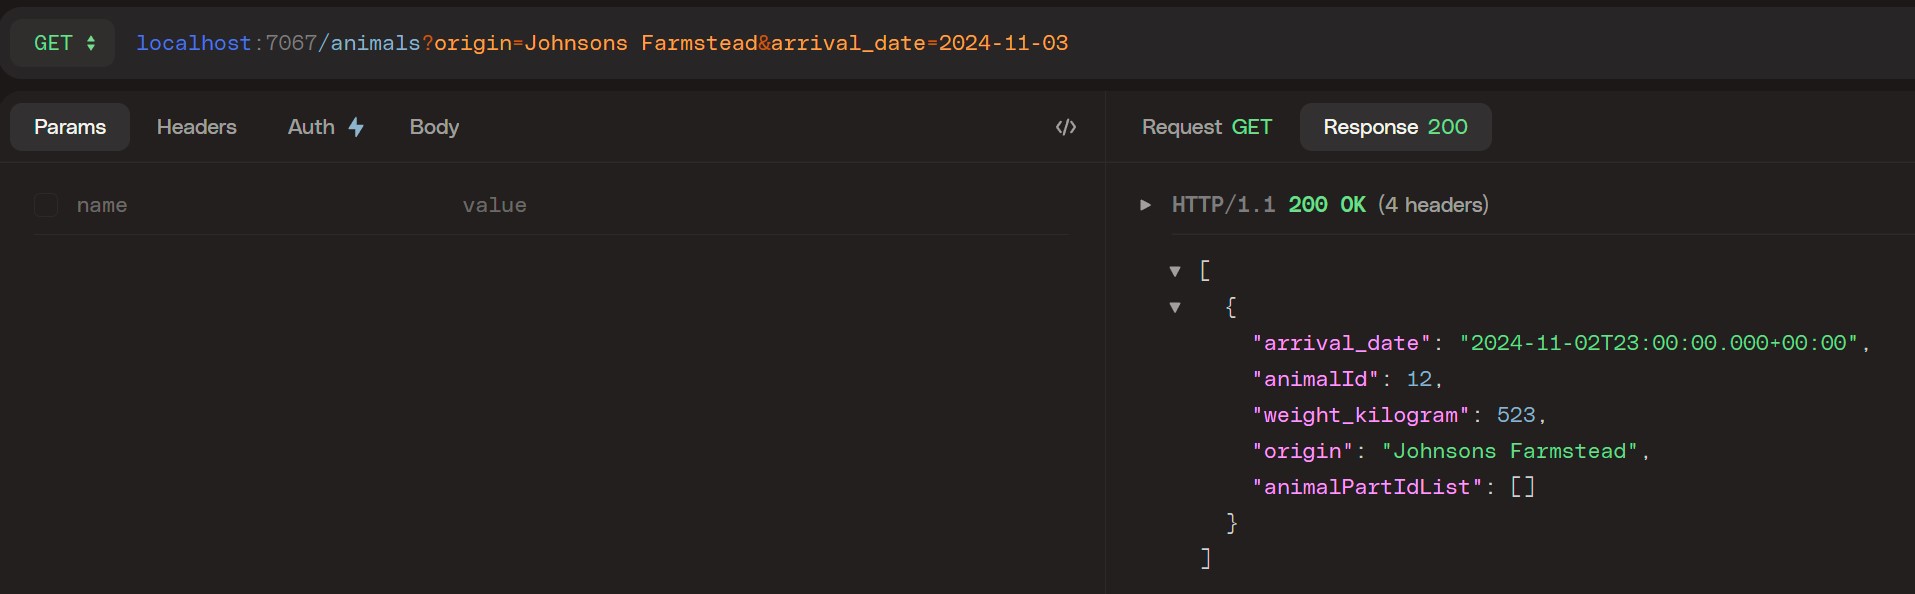 GET localhost:7067/animals?origin=Johnsons Farmstead&arrival_date=2024-11-03
Params Headers Auth Body </>
name value
Request GET Response 200
HTTP/1.1 200 OK (4 headers)
[
{
"arrival_date": "2024-11-02T23:00:00.000+00:00",
"animalId": 12,
"weight_kilogram": 523,
"origin": "Johnsons Farmstead",
"animalPartIdList": []
}
]